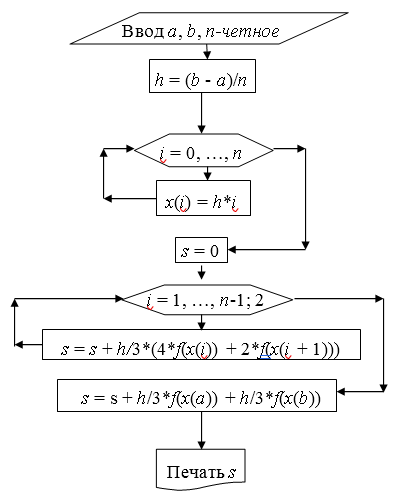 Ввод a, b, n-четное
h = (b - a)/n
i = 0, …, n
x(i) = h*i
s = 0
i = 1, …, n-1; 2
s = s + h/3*(4*f(x(i)) + 2*f(x(i + 1)))
s = s + h/3*f(x(a)) + h/3*f(x(b))
Печать s